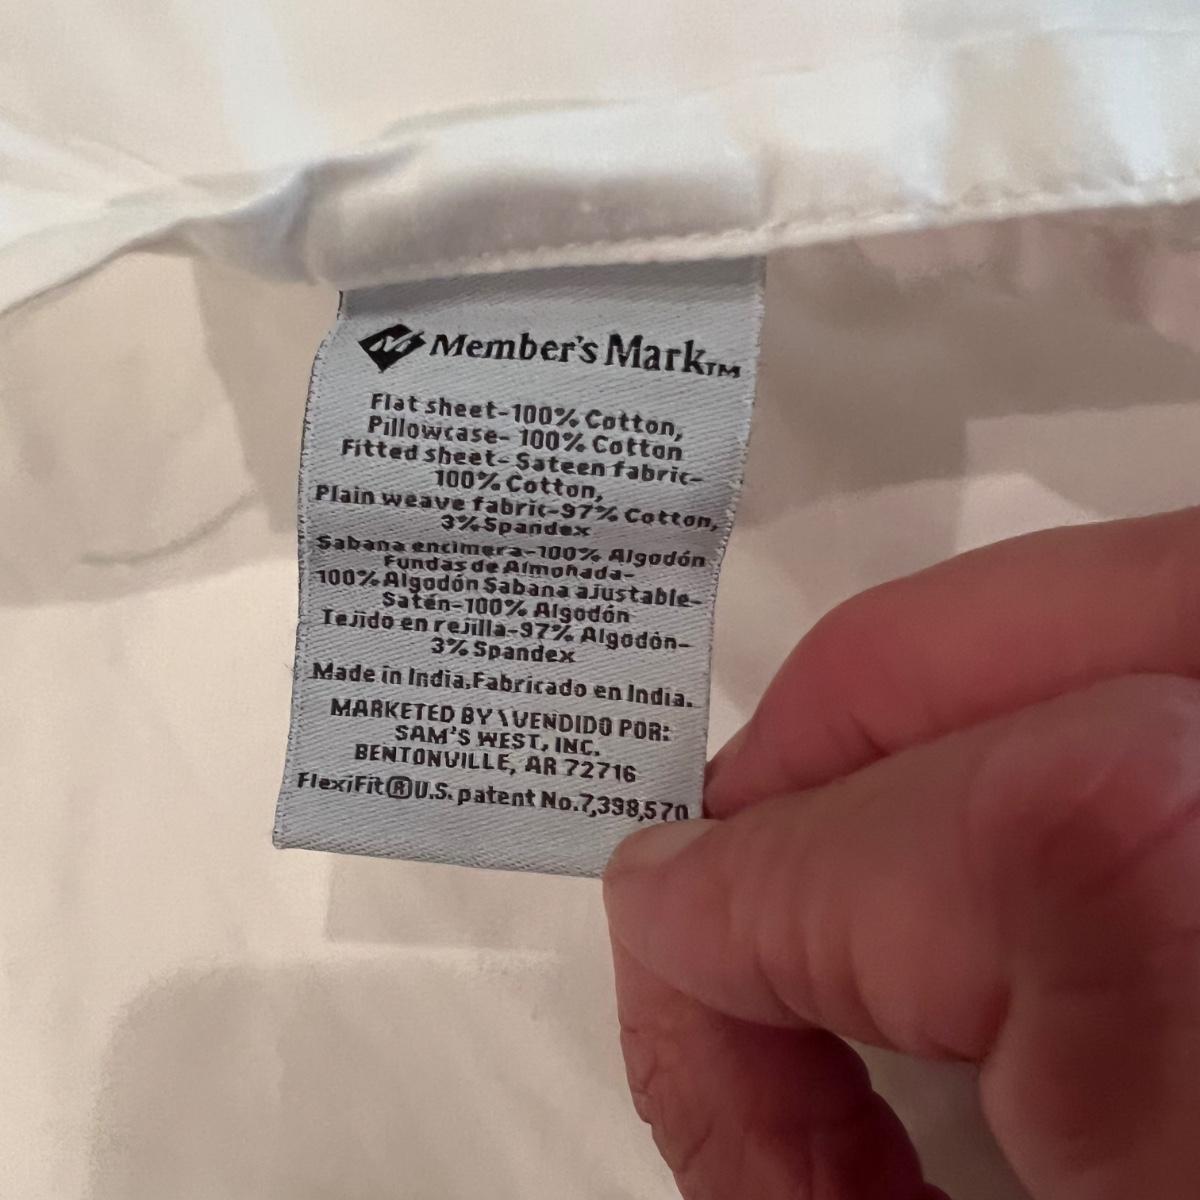 Member's Mark™
Flat sheet-100% Cotton,
Pillowcase- 100% Cotton
Fitted sheet- Sateen fabric-
100% Cotton,
Plain weave fabric-97% Cotton,
3% Spandex
Sabana encimera-100% Algodón
Fundas de Almohada-
100% Algodón Sabana ajustable-
Satén-100% Algodón
Tejido en rejilla-97% Algodón-
3% Spandex
Made in India.Fabricado en India.
MARKETED BY \ VENDIDO POR:
SAM'S WEST, INC.
BENTONVILLE, AR 72716
FlexiFit® U.S. patent No.7,398,570